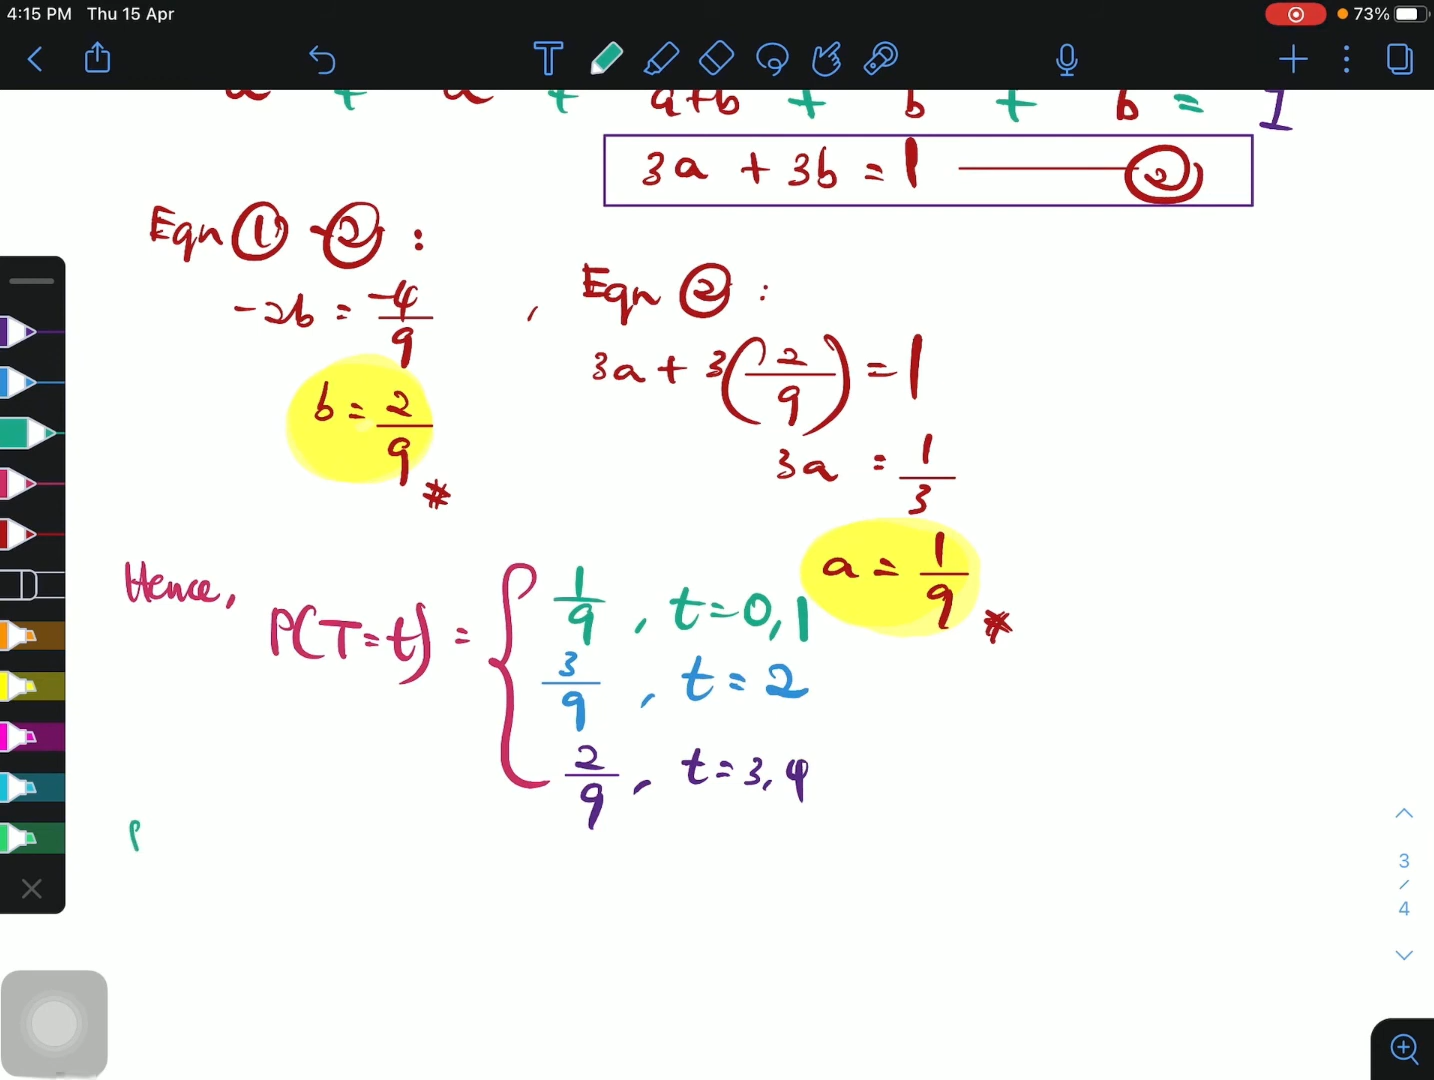 4:15 PM Thu 15 Apr
73%
a + a + a+b + b + b = 1
3a + 3b = 1 ——— ②
Eqn ① - ② :
-2b = -4/9
b = 2/9 #
, Eqn ② :
3a + 3(2/9) = 1
3a = 1/3
a = 1/9 #
Hence,
P(T=t) = { 1/9 , t=0,1
3/9 , t=2
2/9 , t=3,4
P
3
/
4